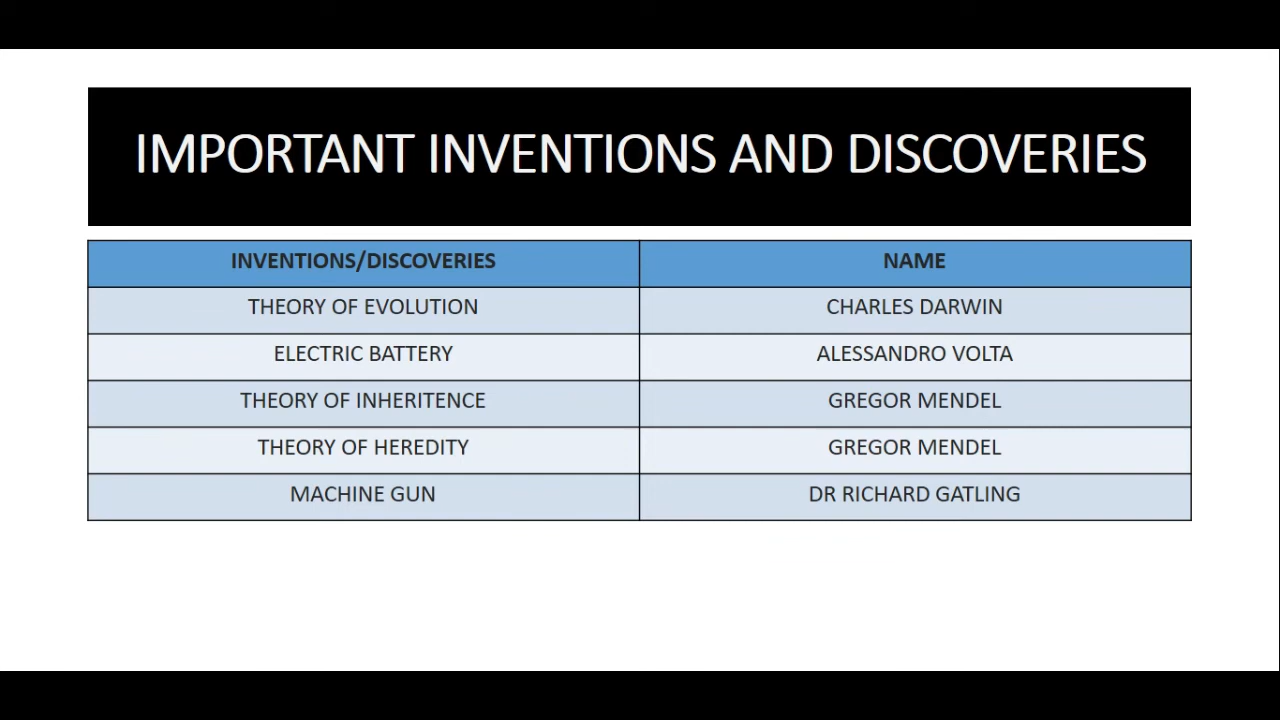 IMPORTANT INVENTIONS AND DISCOVERIES
INVENTIONS/DISCOVERIES NAME
THEORY OF EVOLUTION CHARLES DARWIN
ELECTRIC BATTERY ALESSANDRO VOLTA
THEORY OF INHERITENCE GREGOR MENDEL
THEORY OF HEREDITY GREGOR MENDEL
MACHINE GUN DR RICHARD GATLING